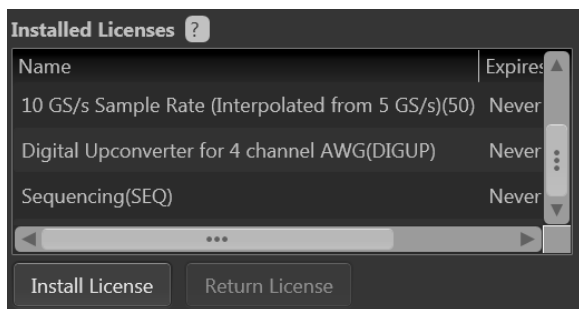 Installed Licenses ?
Name Expires
10 GS/s Sample Rate (Interpolated from 5 GS/s)(50) Never
Digital Upconverter for 4 channel AWG(DIGUP) Never
Sequencing(SEQ) Never
Install License Return License